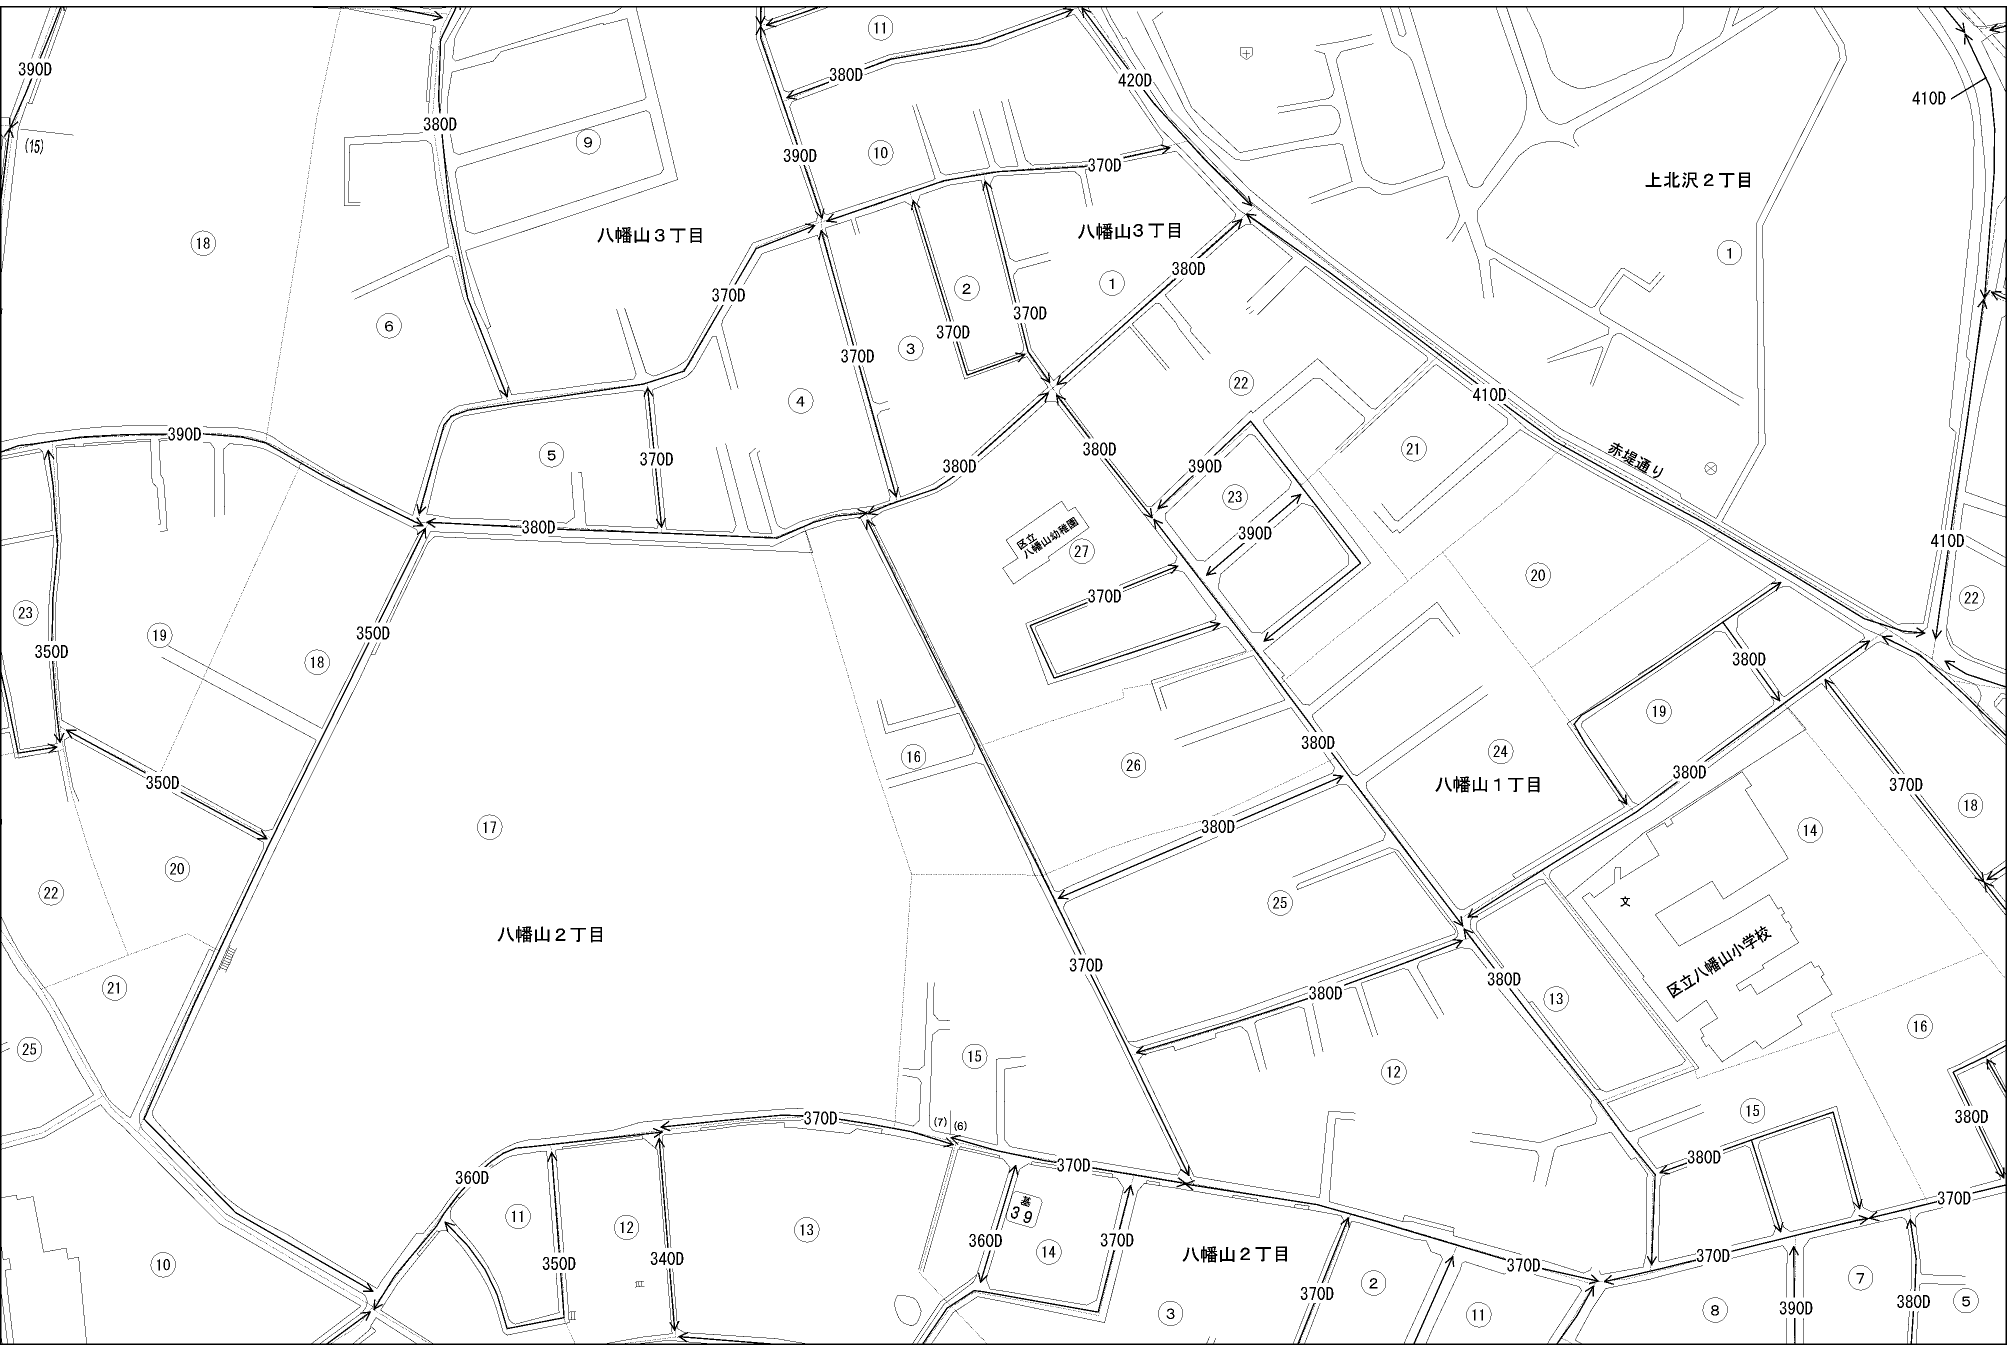 390D
(15)
380D
9
11
380D
390D
10
420D
370D
410D
上北沢２丁目
1
18
八幡山３丁目
八幡山３丁目
6
370D
370D
3
370D
2
370D
1
380D
22
410D
赤堤通り
390D
5
370D
4
380D
380D
380D
390D
23
390D
21
区立
八幡山幼稚園
27
20
410D
22
23
350D
19
18
350D
370D
380D
19
350D
16
26
380D
24
八幡山１丁目
380D
370D
18
17
380D
14
20
22
25
文
八幡山２丁目
370D
380D
380D
13
区立八幡山小学校
21
25
15
12
16
370D
(7)
(6)
15
380D
380D
360D
370D
370D
11
12
13
基
39
360D
14
370D
八幡山２丁目
10
350D
340D
370D
2
370D
370D
7
3
11
8
390D
380D
5